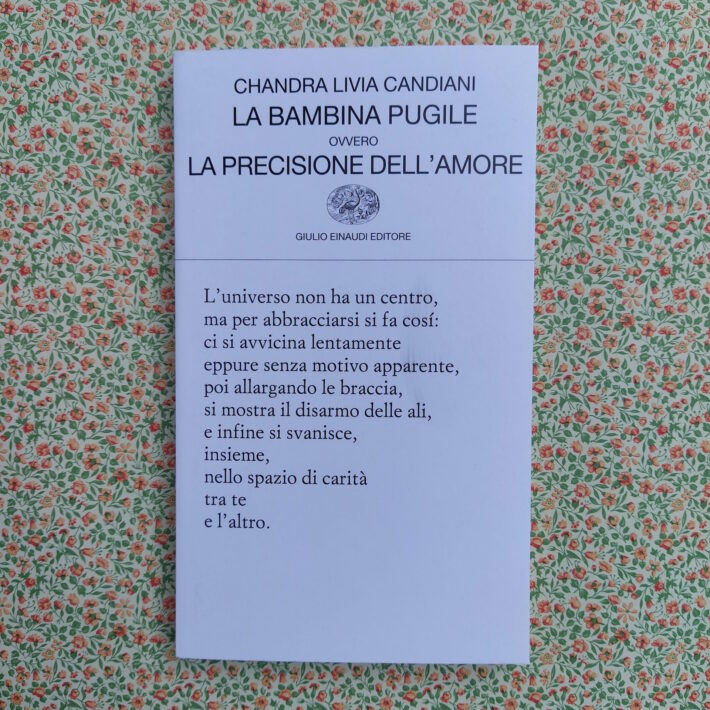 CHANDRA LIVIA CANDIANI
LA BAMBINA PUGILE
OVVERO
LA PRECISIONE DELL'AMORE
GIULIO EINAUDI EDITORE
L'universo non ha un centro,
ma per abbracciarsi si fa cosí:
ci si avvicina lentamente
eppure senza motivo apparente,
poi allargando le braccia,
si mostra il disarmo delle ali,
e infine si svanisce,
insieme,
nello spazio di carità
tra te
e l'altro.